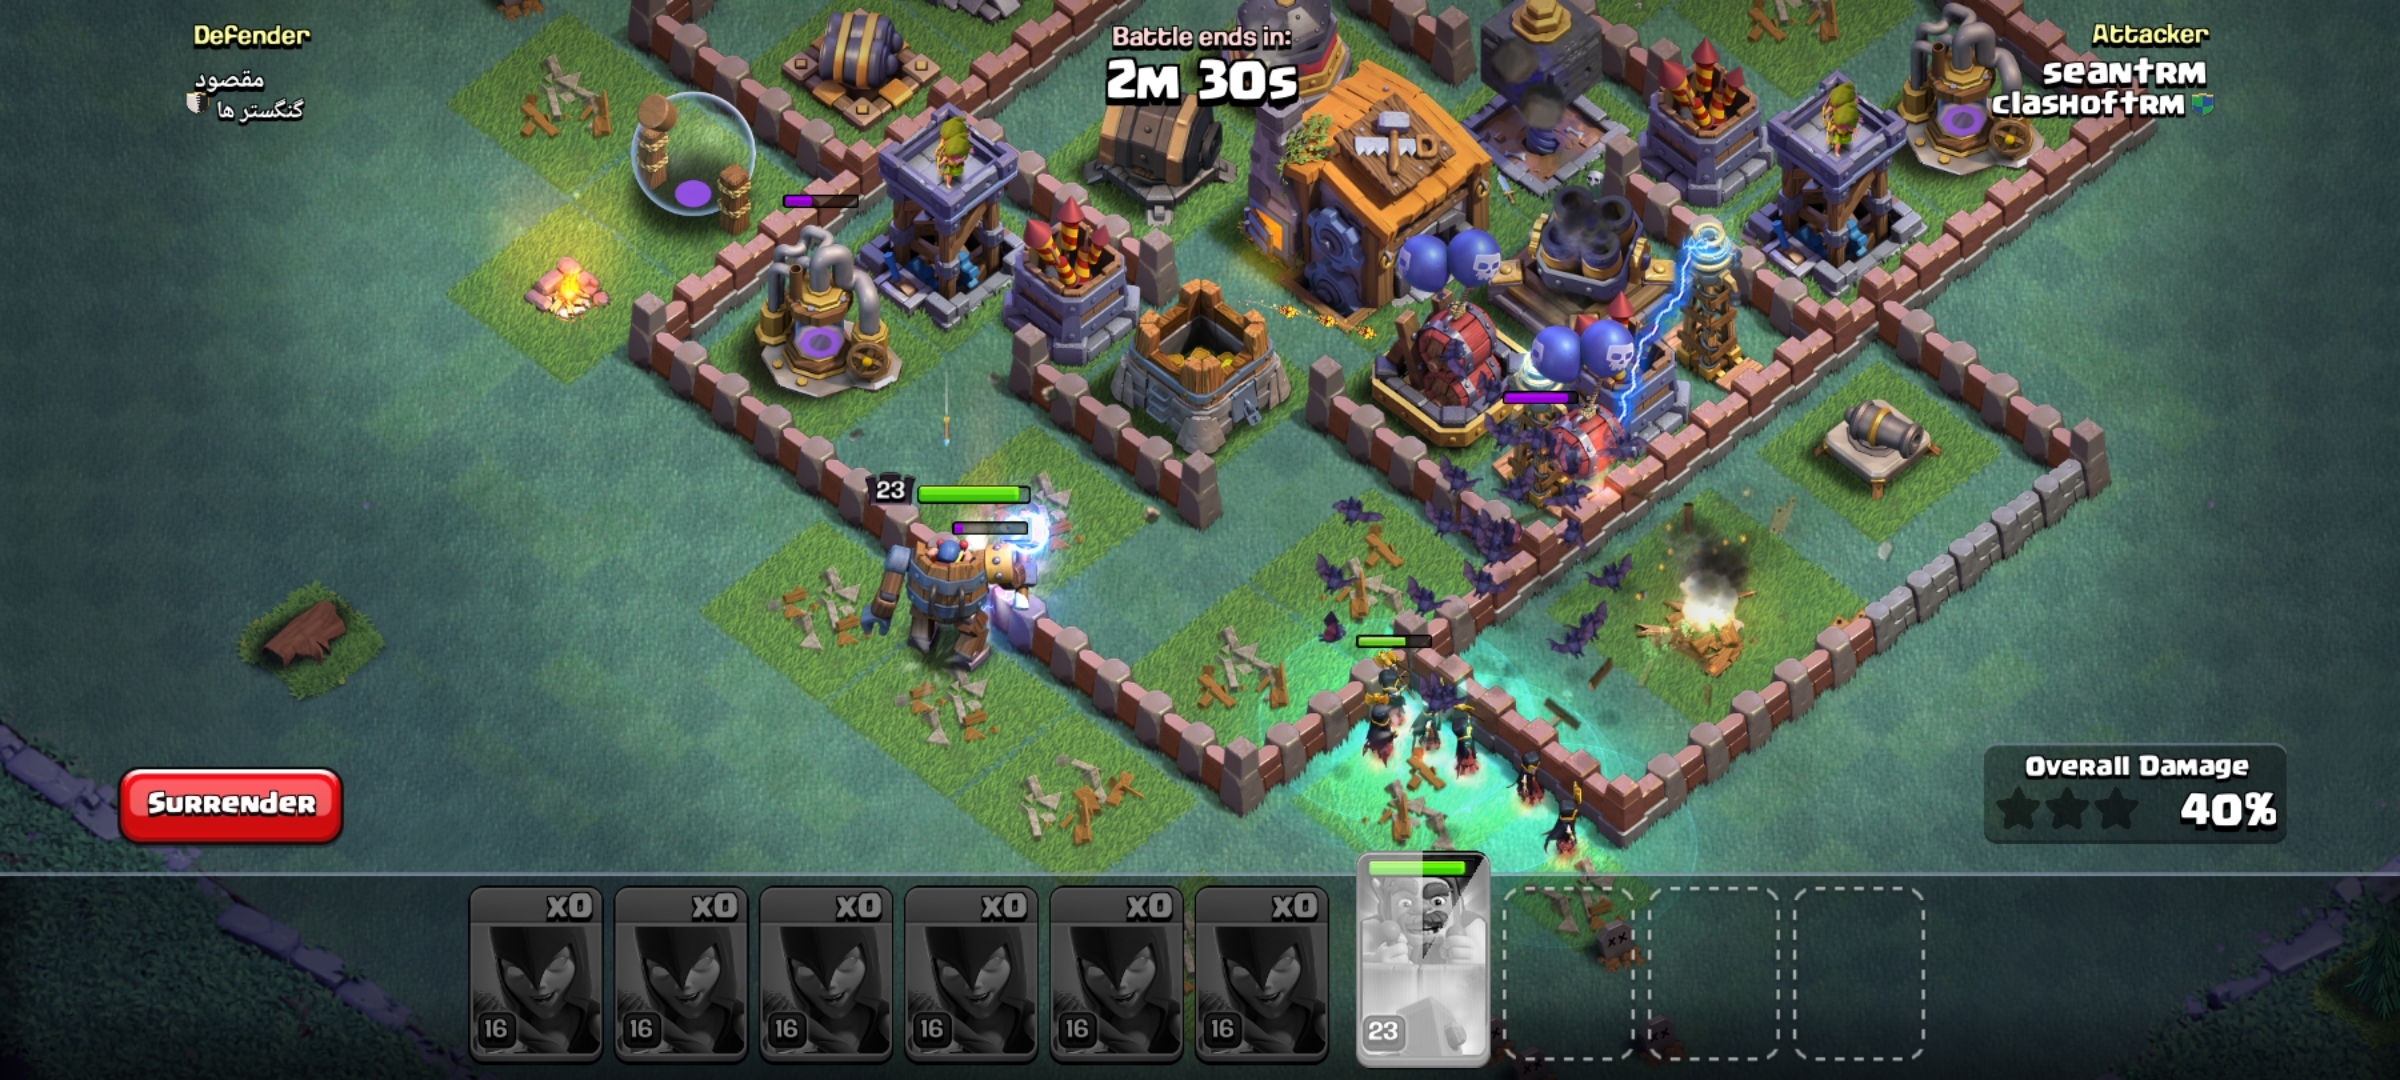 Defender
مقصود
گنگستر ها
Battle ends in:
2M 30s
Attacker
seantRM
clashoftRM
23
Surrender
Overall Damage
40%
x0
x0
x0
x0
x0
x0
16
16
16
16
16
16
23